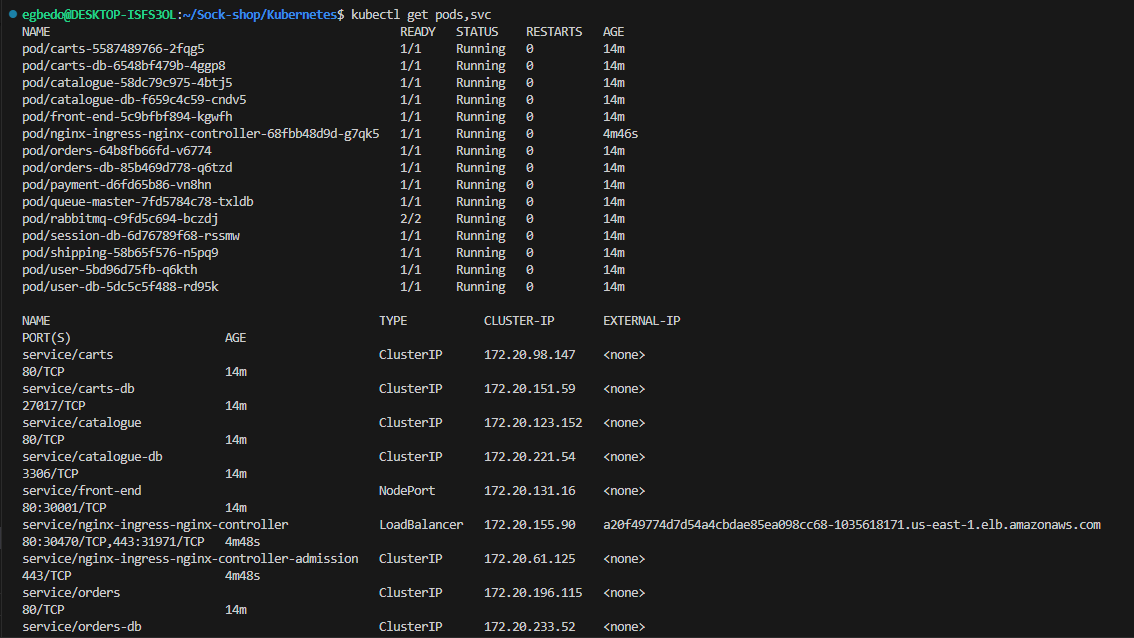 egbedo@DESKTOP-ISFS3OL:~/Sock-shop/Kubernetes$ kubectl get pods,svc
NAME READY STATUS RESTARTS AGE
pod/carts-5587489766-2fqg5 1/1 Running 0 14m
pod/carts-db-6548bf479b-4ggp8 1/1 Running 0 14m
pod/catalogue-58dc79c975-4btj5 1/1 Running 0 14m
pod/catalogue-db-f659c4c59-cndv5 1/1 Running 0 14m
pod/front-end-5c9bfbf894-kgwfh 1/1 Running 0 14m
pod/nginx-ingress-nginx-controller-68fbb48d9d-g7qk5 1/1 Running 0 4m46s
pod/orders-64b8fb66fd-v6774 1/1 Running 0 14m
pod/orders-db-85b469d778-q6tzd 1/1 Running 0 14m
pod/payment-d6fd65b86-vn8hn 1/1 Running 0 14m
pod/queue-master-7fd5784c78-txldb 1/1 Running 0 14m
pod/rabbitmq-c9fd5c694-bczdj 2/2 Running 0 14m
pod/session-db-6d76789f68-rssmw 1/1 Running 0 14m
pod/shipping-58b65f576-n5pq9 1/1 Running 0 14m
pod/user-5bd96d75fb-q6kth 1/1 Running 0 14m
pod/user-db-5dc5c5f488-rd95k 1/1 Running 0 14m
NAME TYPE CLUSTER-IP EXTERNAL-IP
PORT(S) AGE
service/carts ClusterIP 172.20.98.147 <none>
80/TCP 14m
service/carts-db ClusterIP 172.20.151.59 <none>
27017/TCP 14m
service/catalogue ClusterIP 172.20.123.152 <none>
80/TCP 14m
service/catalogue-db ClusterIP 172.20.221.54 <none>
3306/TCP 14m
service/front-end NodePort 172.20.131.16 <none>
80:30001/TCP 14m
service/nginx-ingress-nginx-controller LoadBalancer 172.20.155.90 a20f49774d7d54a4cbdae85ea098cc68-1035618171.us-east-1.elb.amazonaws.com
80:30470/TCP,443:31971/TCP 4m48s
service/nginx-ingress-nginx-controller-admission ClusterIP 172.20.61.125 <none>
443/TCP 4m48s
service/orders ClusterIP 172.20.196.115 <none>
80/TCP 14m
service/orders-db ClusterIP 172.20.233.52 <none>